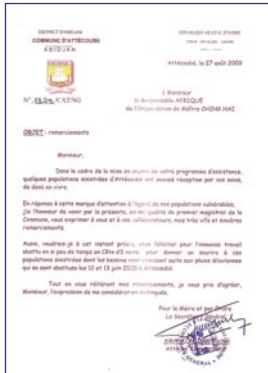 DISTRICT D'ABIDJAN
COMMUNE D'ATTÉCOUBÉ
ABIDJAN
RÉPUBLIQUE DE CÔTE D'IVOIRE
Attécoubé, le 27 août 2009
N° /CAT/SG
À Monsieur
le Responsable AFRIQUE
de l'Organisation de Maître CHING HAI
OBJET : remerciements
Monsieur,
Dans le cadre de la mise en œuvre de votre programme d'assistance,
quelques populations sinistrées d'Attécoubé ont accusé réception par vos soins,
de dons en vivres.
En réponse à cette marque d'attention à l'égard de nos populations vulnérables,
j'ai l'honneur de venir par la présente, en ma qualité de premier magistrat de la
Commune, vous exprimer à vous et à vos collaborateurs, mes très vifs et sincères
remerciements.
Aussi, voudrais-je à cet instant précis, vous féliciter pour l'immense travail
abattu en si peu de temps en Côte d'Ivoire, pour donner un sourire à ces
populations sinistrées dont les besoins vont croissant suite aux pluies diluviennes
qui se sont abattues les 12 et 13 juin 2009 à Attécoubé.
Tout en vous réitérant mes remerciements, je vous prie d'agréer,
Monsieur, l'expression de ma considération distinguée.
Pour le Maire et par Ordre
Le Secrétaire Général